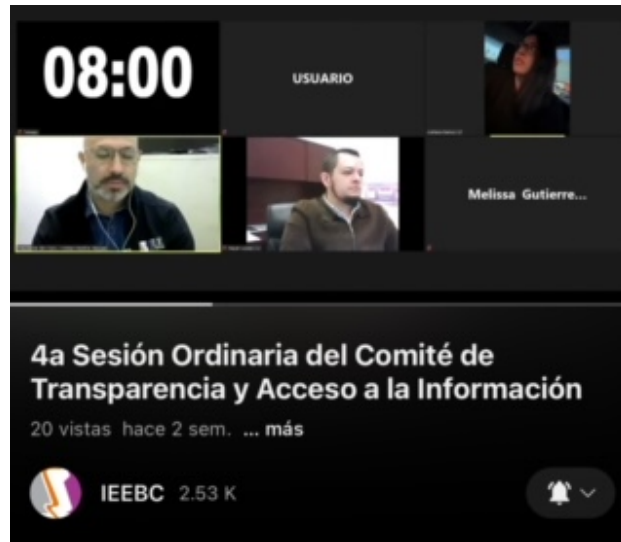 08:00
USUARIO
Melissa Gutierre...
4a Sesión Ordinaria del Comité de
Transparencia y Acceso a la Información
20 vistas hace 2 sem. ... más
IEEBC 2.53 K